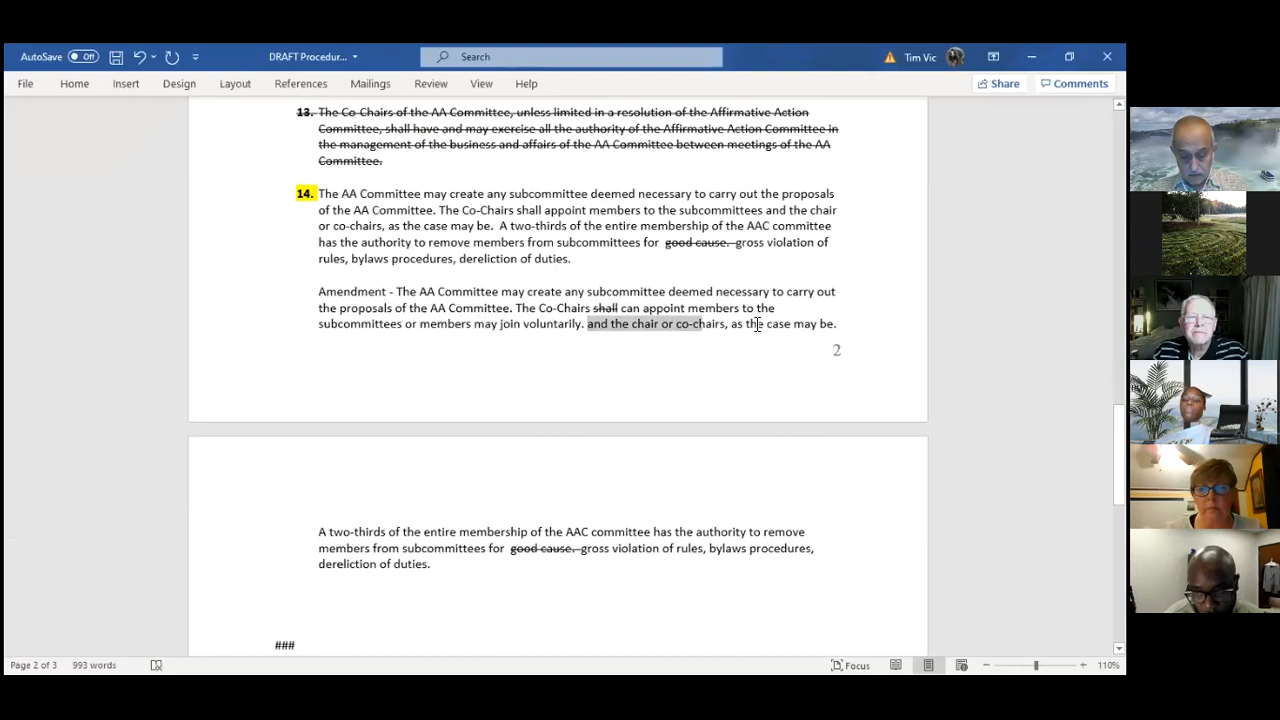 AutoSave Off DRAFT Procedur... Search Tim Vic
File Home Insert Design Layout References Mailings Review View Help Share Comments
13. The Co-Chairs of the AA Committee, unless limited in a resolution of the Affirmative Action
Committee, shall have and may exercise all the authority of the Affirmative Action Committee in
the management of the business and affairs of the AA Committee between meetings of the AA
Committee.
14. The AA Committee may create any subcommittee deemed necessary to carry out the proposals
of the AA Committee. The Co-Chairs shall appoint members to the subcommittees and the chair
or co-chairs, as the case may be. A two-thirds of the entire membership of the AAC committee
has the authority to remove members from subcommittees for good cause. gross violation of
rules, bylaws procedures, dereliction of duties.
Amendment - The AA Committee may create any subcommittee deemed necessary to carry out
the proposals of the AA Committee. The Co-Chairs shall can appoint members to the
subcommittees or members may join voluntarily. and the chair or co-chairs, as the case may be.
2
A two-thirds of the entire membership of the AAC committee has the authority to remove
members from subcommittees for good cause. gross violation of rules, bylaws procedures,
dereliction of duties.
###
Page 2 of 3 993 words Focus 110%